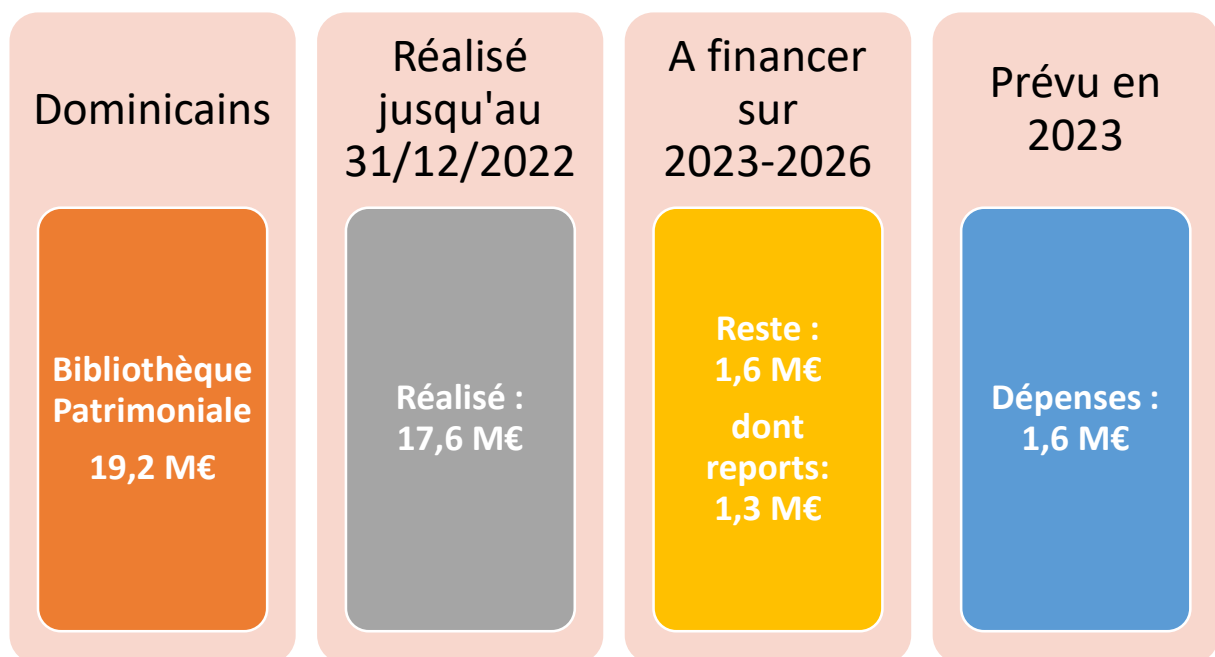 Dominicains
Bibliothèque
Patrimoniale
19,2 M€
Réalisé
jusqu'au
31/12/2022
Réalisé :
17,6 M€
A financer
sur
2023-2026
Reste :
1,6 M€
dont
reports:
1,3 M€
Prévu en
2023
Dépenses :
1,6 M€